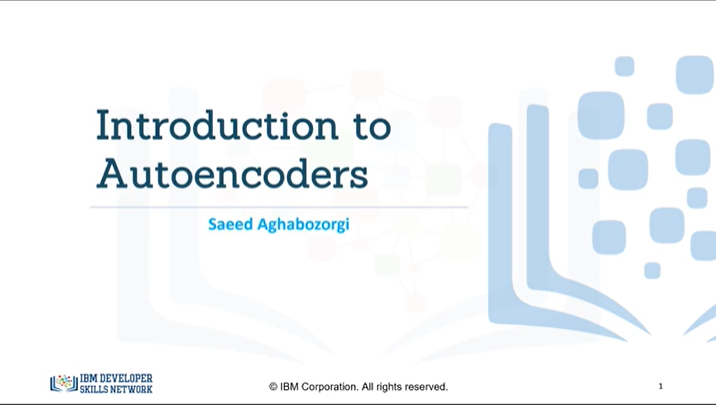 Introduction to
Autoencoders
Saeed Aghabozorgi
IBM DEVELOPER
SKILLS NETWORK
© IBM Corporation. All rights reserved.
1